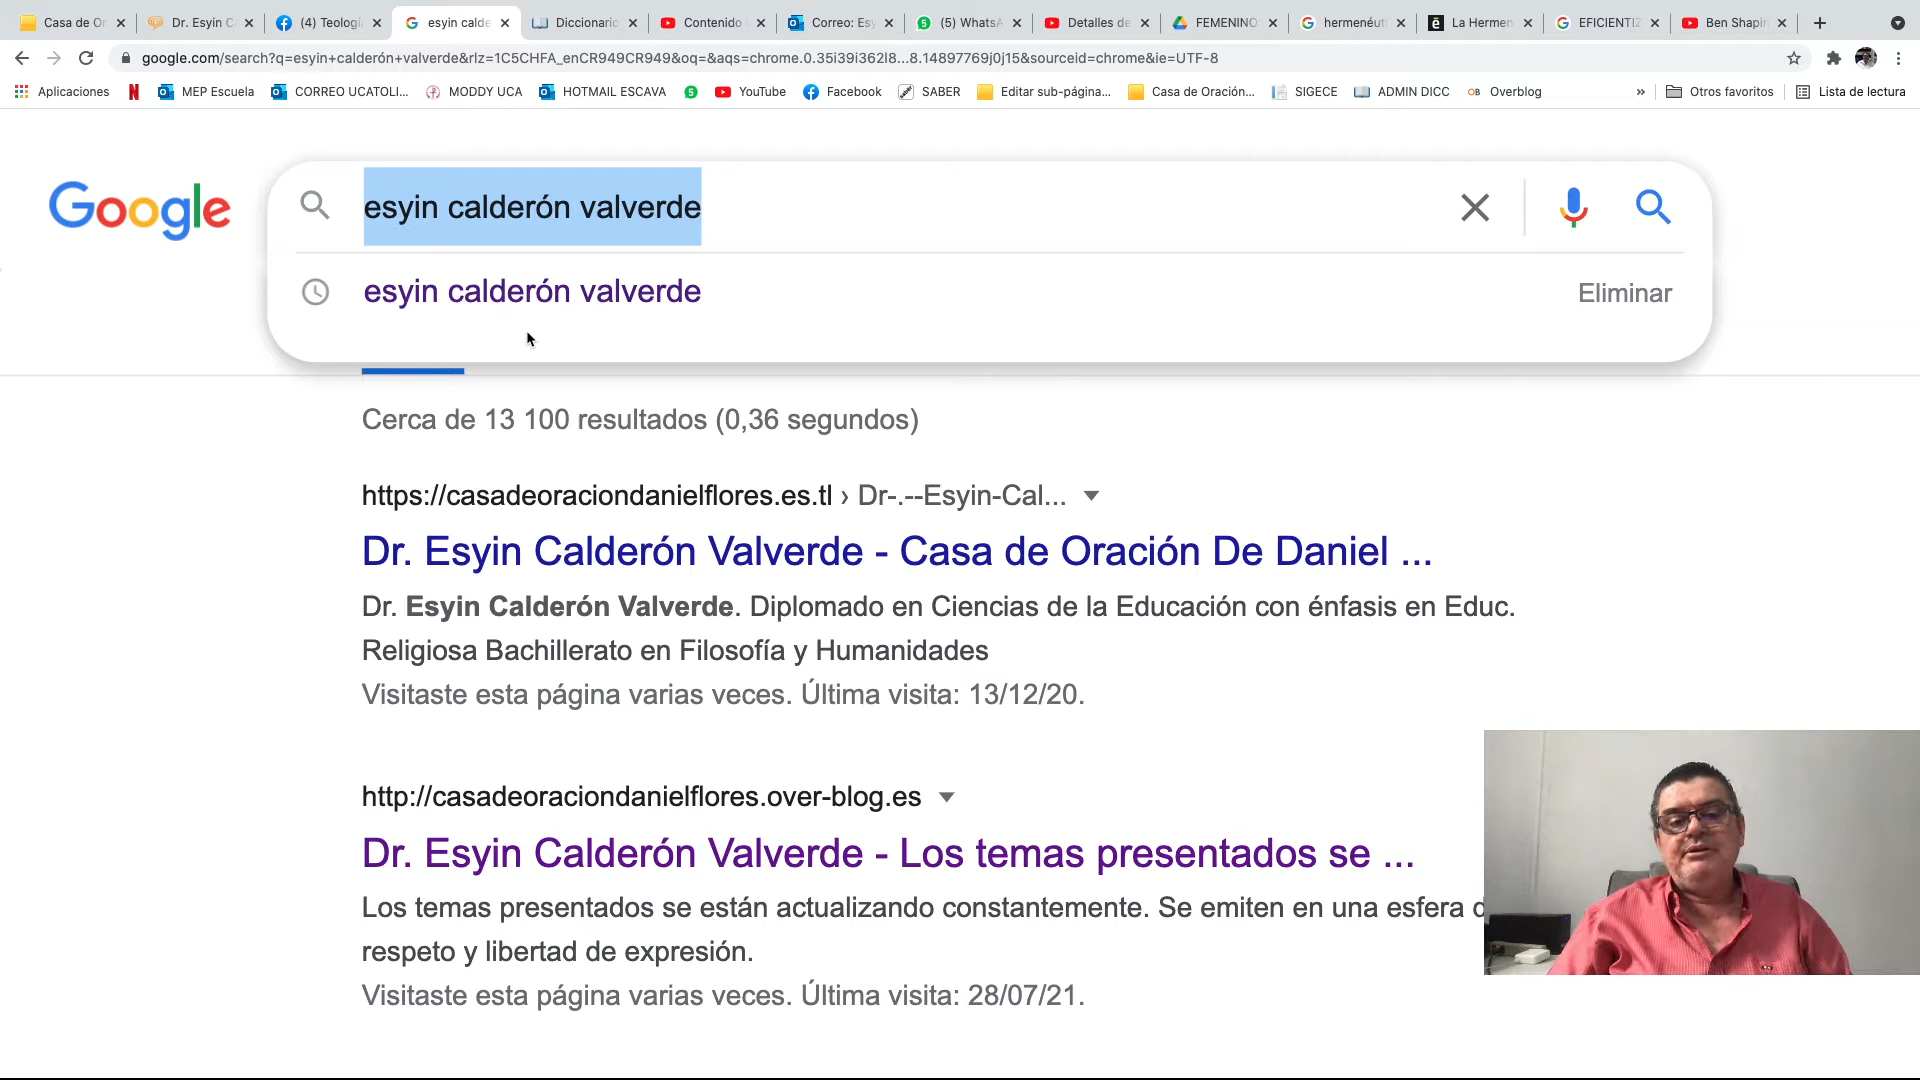 Casa de Or
Dr. Esyin C
(4) Teologí
esyin calde
Diccionario
Contenido
Correo: Esy
(5) WhatsA
Detalles de
FEMENINO
hermenéut
La Hermen
EFICIENTIZ
Ben Shapir
google.com/search?q=esyin+calderón+valverde&rlz=1C5CHFA_enCR949CR949&oq=&aqs=chrome.0.35i39i362l8...8.14897769j0j15&sourceid=chrome&ie=UTF-8
Aplicaciones
MEP Escuela
CORREO UCATOLI...
MODDY UCA
HOTMAIL ESCAVA
YouTube
Facebook
SABER
Editar sub-página...
Casa de Oración...
SIGECE
ADMIN DICC
Overblog
»
Otros favoritos
Lista de lectura
Google
esyin calderón valverde
esyin calderón valverde
Eliminar
Cerca de 13 100 resultados (0,36 segundos)
https://casadeoraciondanielflores.es.tl › Dr-.--Esyin-Cal...
Dr. Esyin Calderón Valverde - Casa de Oración De Daniel ...
Dr. Esyin Calderón Valverde. Diplomado en Ciencias de la Educación con énfasis en Educ.
Religiosa Bachillerato en Filosofía y Humanidades
Visitaste esta página varias veces. Última visita: 13/12/20.
http://casadeoraciondanielflores.over-blog.es
Dr. Esyin Calderón Valverde - Los temas presentados se ...
Los temas presentados se están actualizando constantemente. Se emiten en una esfera d
respeto y libertad de expresión.
Visitaste esta página varias veces. Última visita: 28/07/21.